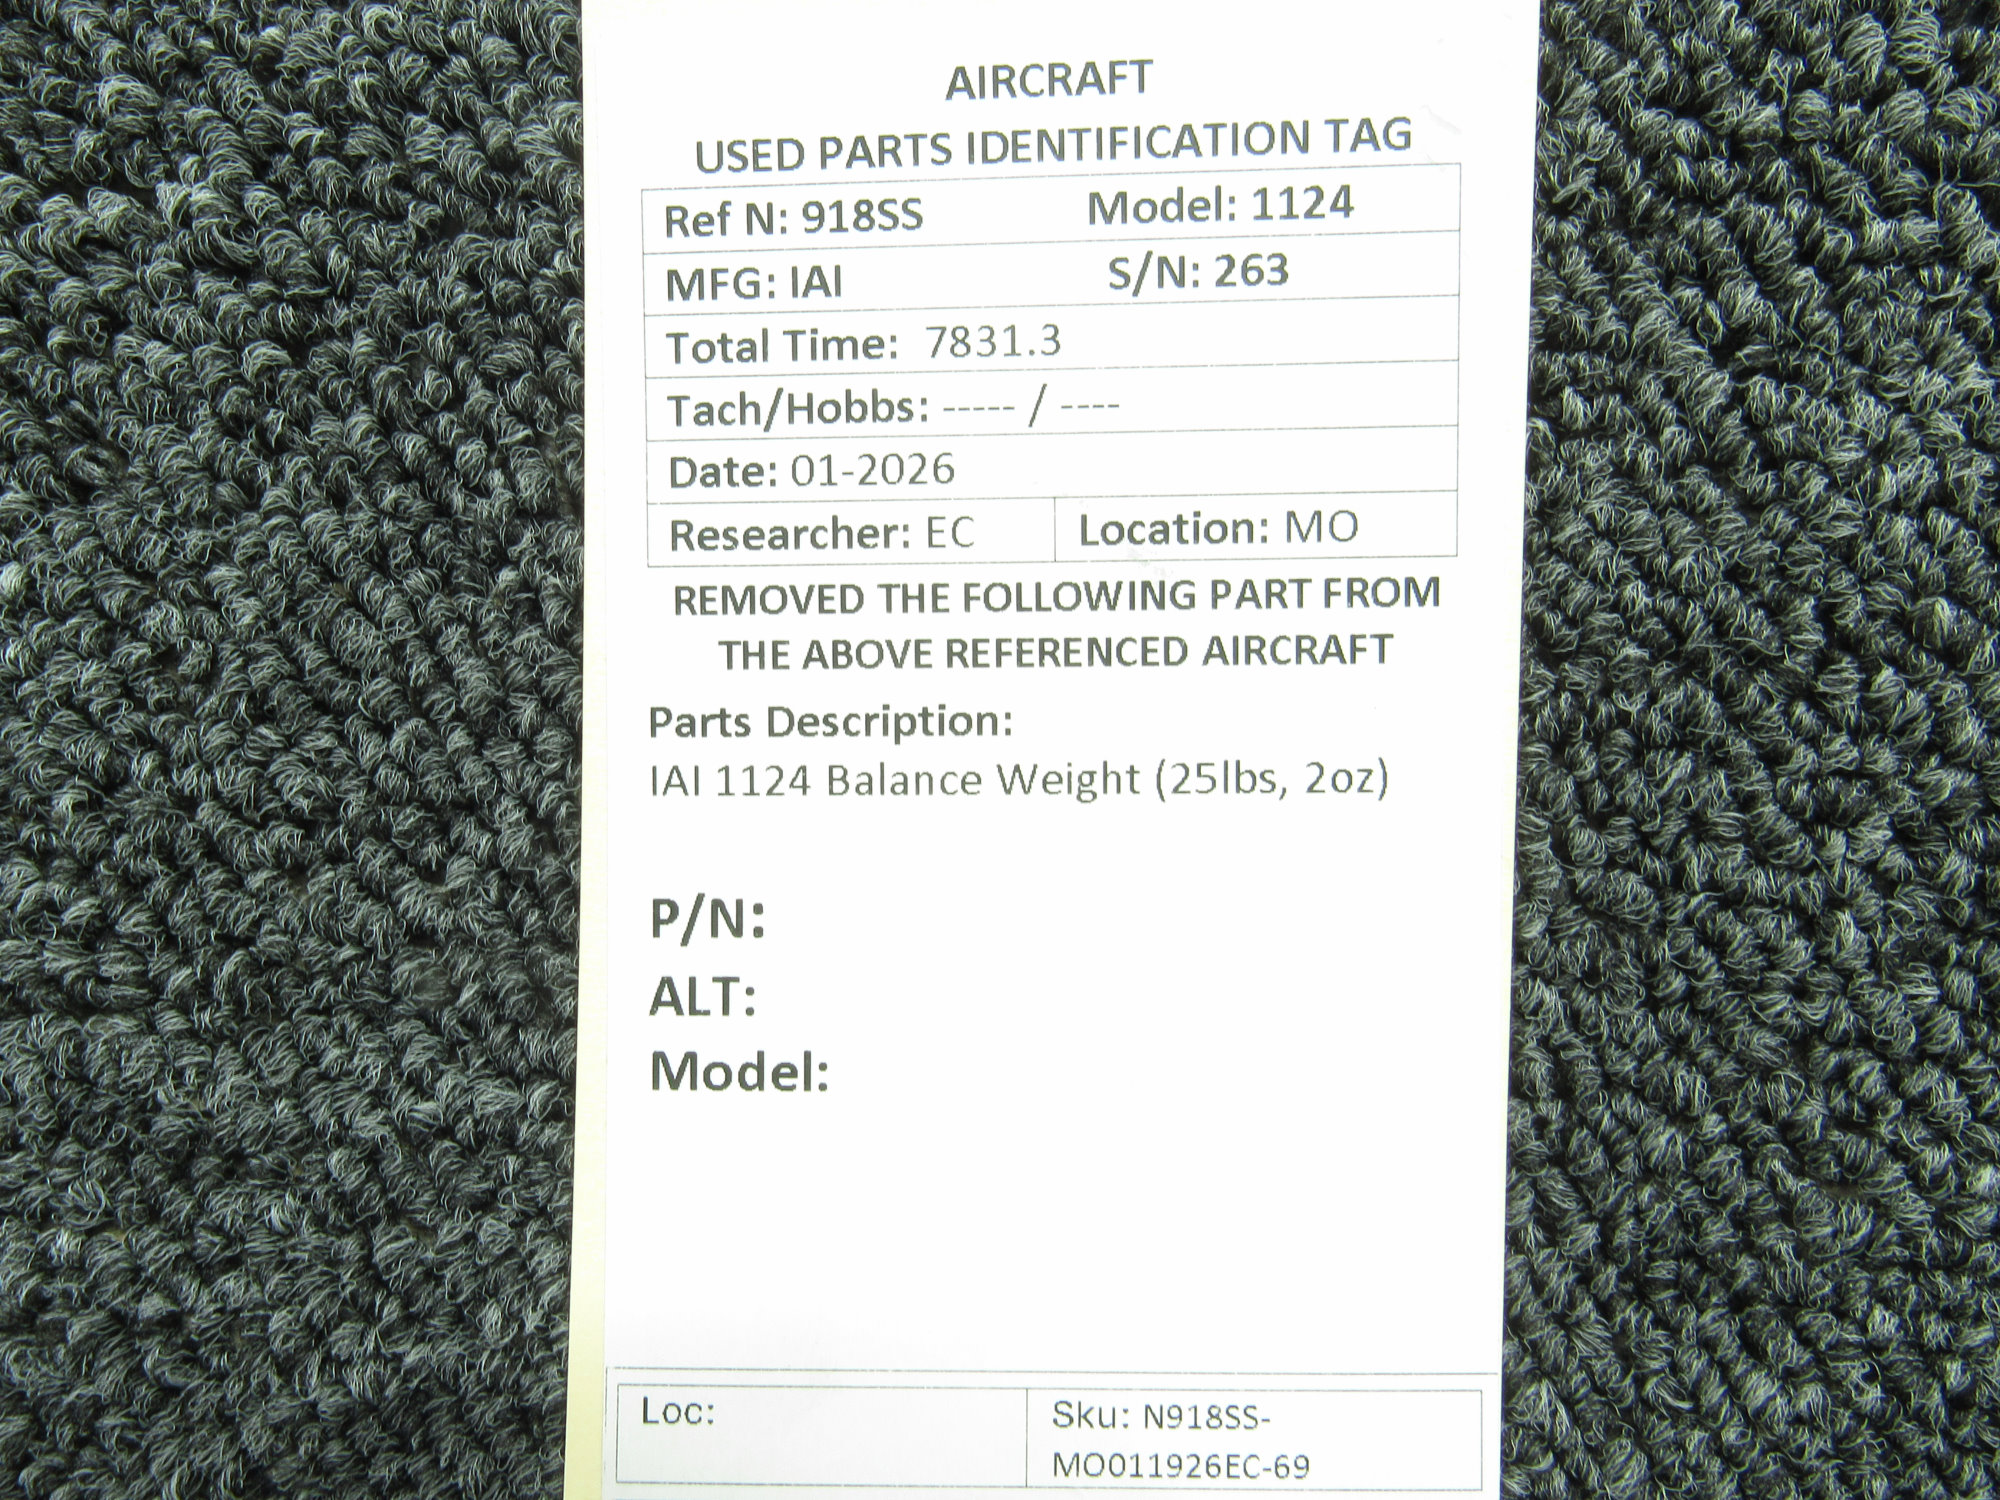 AIRCRAFT
USED PARTS IDENTIFICATION TAG
Ref N: 918SS Model: 1124
MFG: IAI S/N: 263
Total Time: 7831.3
Tach/Hobbs: ----- / ----
Date: 01-2026
Researcher: EC Location: MO
REMOVED THE FOLLOWING PART FROM
THE ABOVE REFERENCED AIRCRAFT
Parts Description:
IAI 1124 Balance Weight (25lbs, 2oz)
P/N:
ALT:
Model:
Loc:
Sku: N918SS-
MO011926EC-69